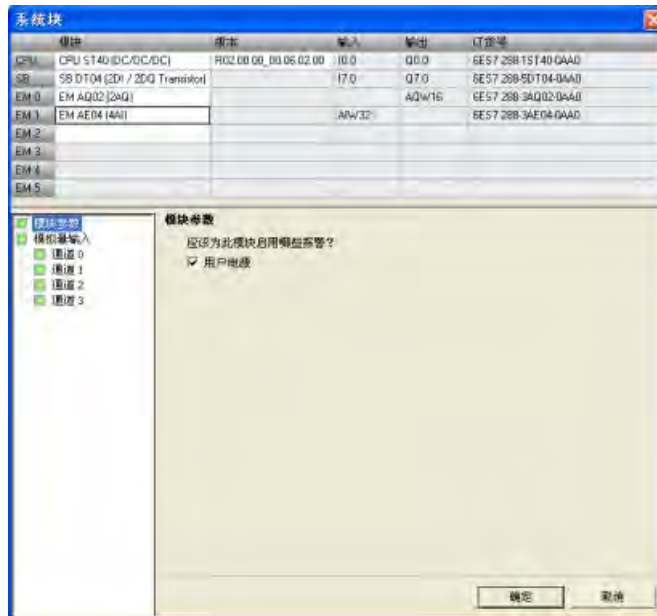 系统块
模块 版本 输入 输出 订货号
CPU CPU ST40 (DC/DC/DC) R02.00.00_00.06.02.00 I0.0 Q0.0 6ES7 288-1ST40-0AA0
SB SB DT04 (2DI / 2DQ Transistor) I7.0 Q7.0 6ES7 288-5DT04-0AA0
EM 0 EM AQ02 (2AQ) AQW16 6ES7 288-3AQ02-0AA0
EM 1 EM AE04 (4AI) AIW32 6ES7 288-3AE04-0AA0
EM 2
EM 3
EM 4
EM 5
模块参数
模拟量输入
通道 0
通道 1
通道 2
通道 3
模块参数
应该为此模块启用哪些报警？
用户电源
确定 取消